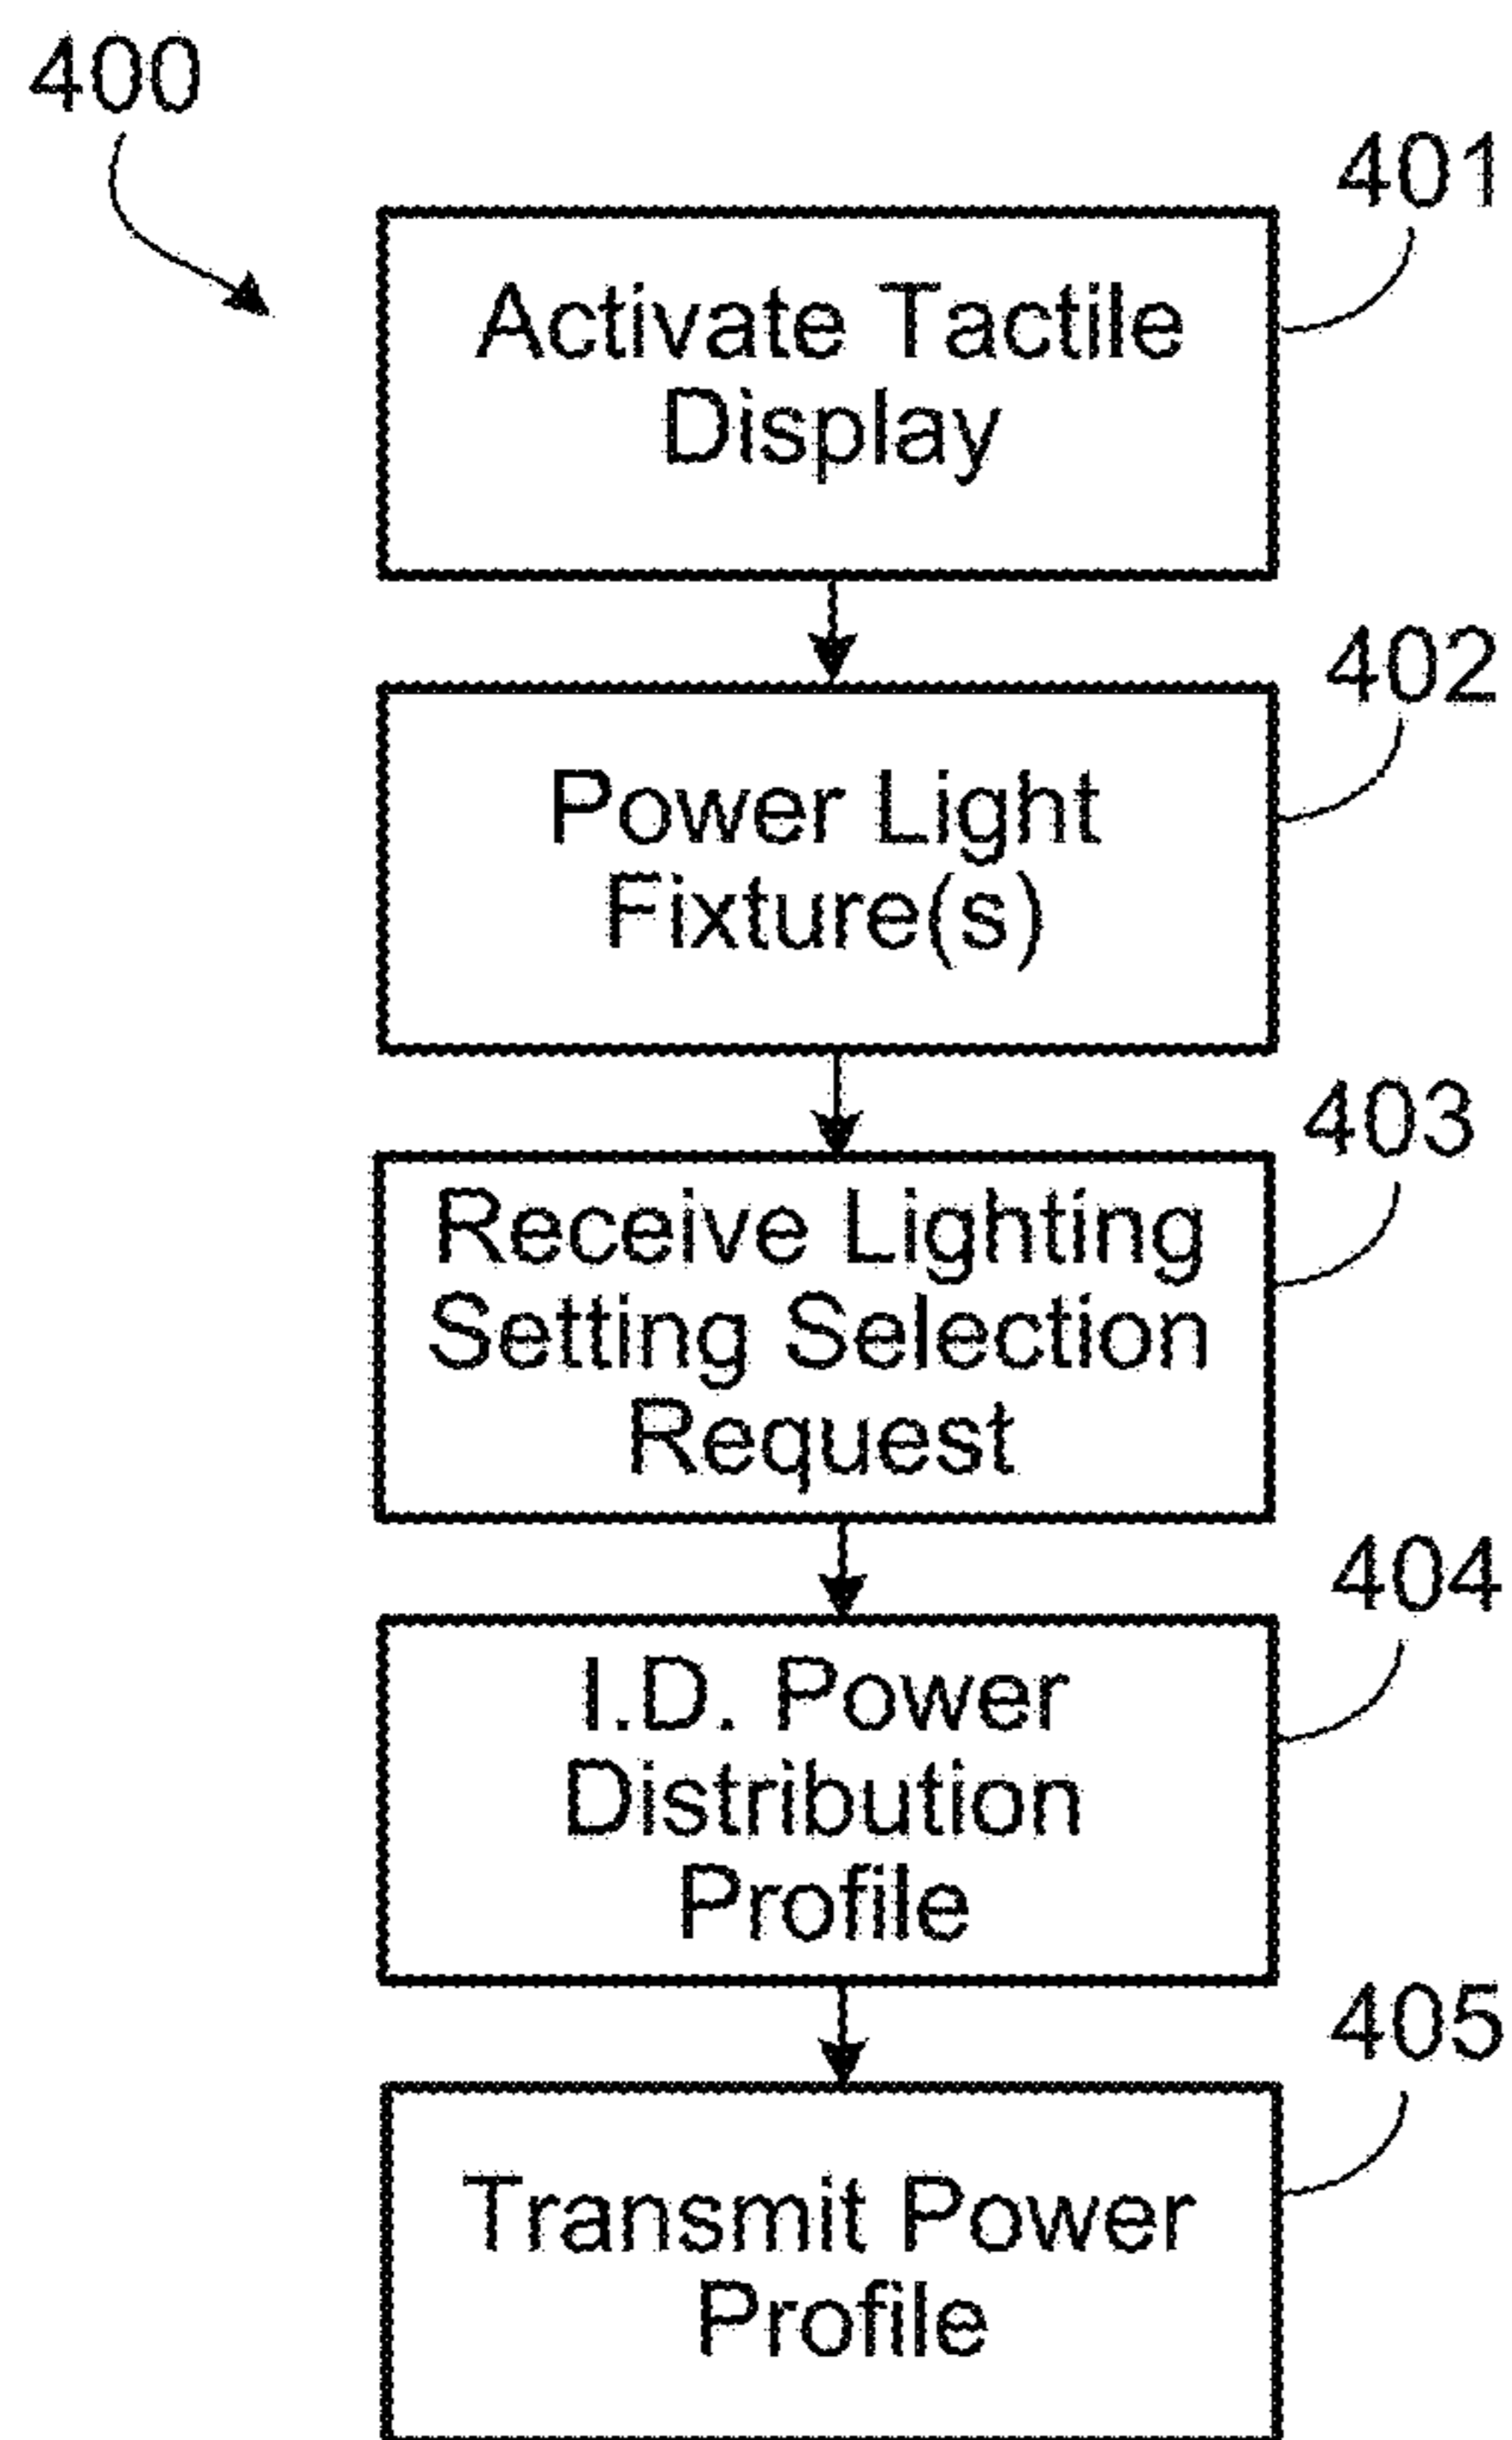 400
401
Activate Tactile
Display
402
Power Light
Fixture(s)
403
Receive Lighting
Setting Selection
Request
404
I.D. Power
Distribution
Profile
405
Transmit Power
Profile